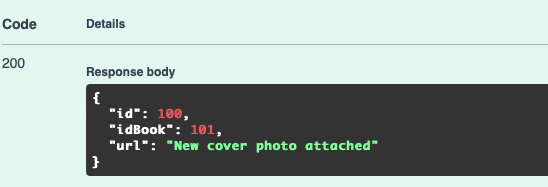 Code Details
200
Response body
{
  "id": 100,
  "idBook": 101,
  "url": "New cover photo attached"
}